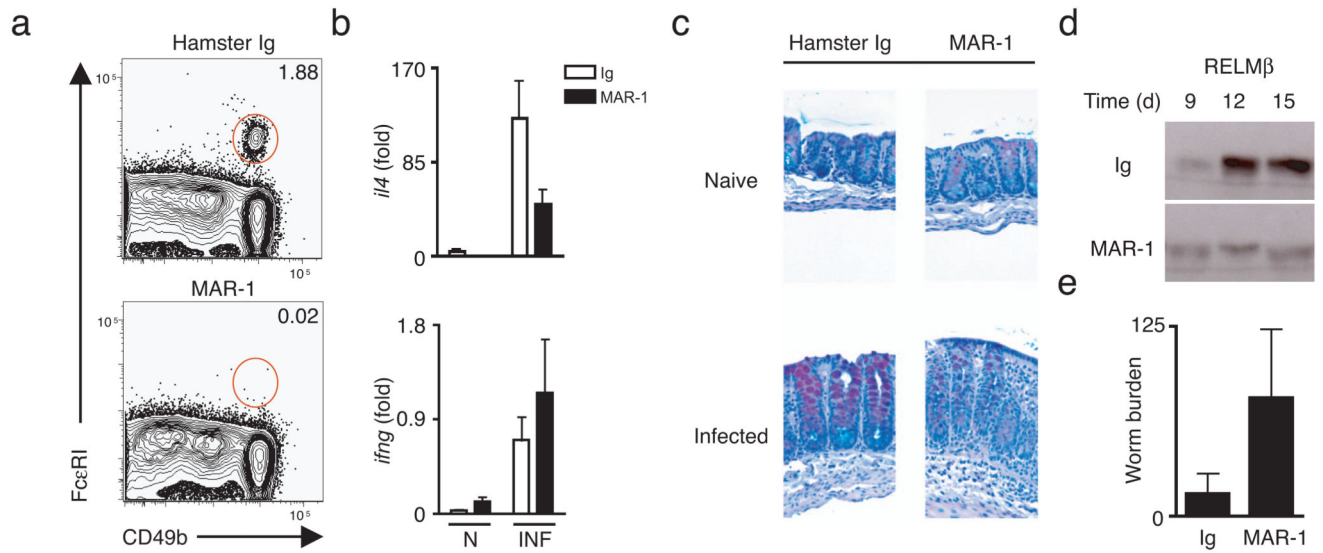 a
Hamster Ig
10⁵
1.88
10⁵
MAR-1
10⁵
0.02
10⁵
FcεRI
CD49b
b
170
Ig
MAR-1
85
il4 (fold)
0
1.8
0.9
ifng (fold)
0
N INF
c
Hamster Ig MAR-1
Naive
Infected
d
RELMβ
Time (d) 9 12 15
Ig
MAR-1
e
125
Worm burden
0
Ig MAR-1